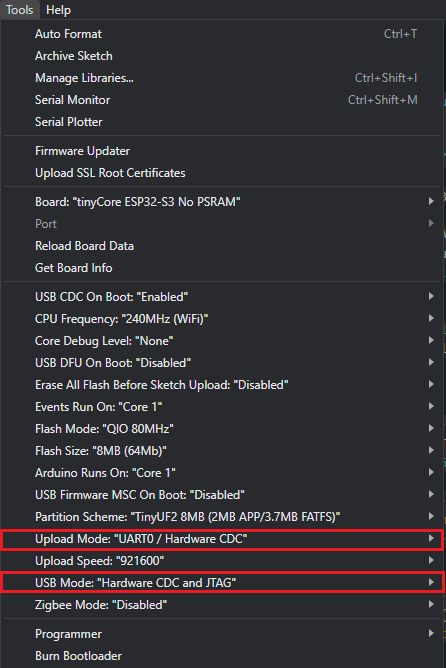 Tools Help
Auto Format Ctrl+T
Archive Sketch
Manage Libraries... Ctrl+Shift+I
Serial Monitor Ctrl+Shift+M
Serial Plotter
Firmware Updater
Upload SSL Root Certificates
Board: "tinyCore ESP32-S3 No PSRAM"
Port
Reload Board Data
Get Board Info
USB CDC On Boot: "Enabled"
CPU Frequency: "240MHz (WiFi)"
Core Debug Level: "None"
USB DFU On Boot: "Disabled"
Erase All Flash Before Sketch Upload: "Disabled"
Events Run On: "Core 1"
Flash Mode: "QIO 80MHz"
Flash Size: "8MB (64Mb)"
Arduino Runs On: "Core 1"
USB Firmware MSC On Boot: "Disabled"
Partition Scheme: "TinyUF2 8MB (2MB APP/3.7MB FATFS)"
Upload Mode: "UART0 / Hardware CDC"
Upload Speed: "921600"
USB Mode: "Hardware CDC and JTAG"
Zigbee Mode: "Disabled"
Programmer
Burn Bootloader